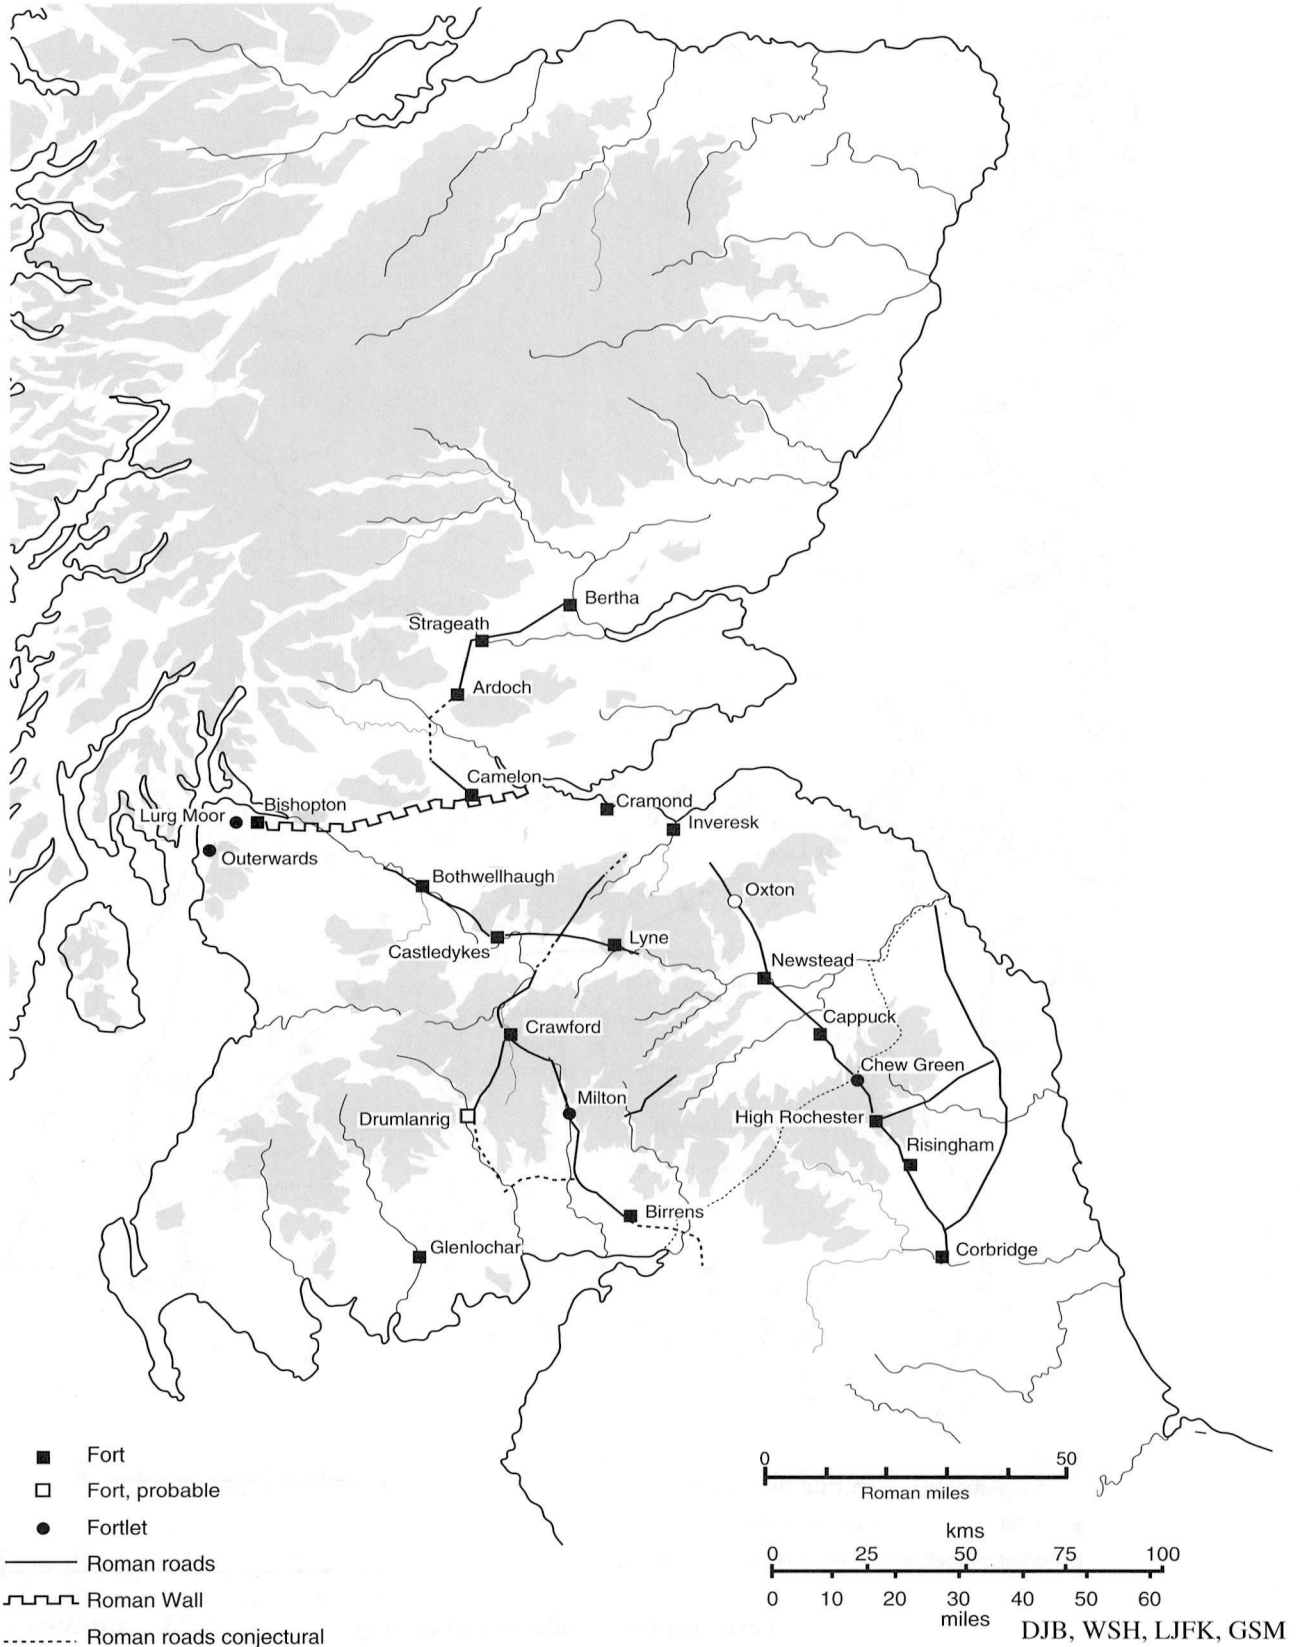 Bertha
Strageath
Ardoch
Camelon
Cramond
Bishopton
Lurg Moor
Inveresk
Outerwards
Bothwellhaugh
Oxton
Lyne
Castledykes
Newstead
Cappuck
Crawford
Chew Green
Milton
Drumlanrig
High Rochester
Risingham
Birrens
Glenlochar
Corbridge
Fort
Fort, probable
Fortlet
Roman roads
Roman Wall
Roman roads conjectural
0 50
Roman miles
kms
0 25 50 75 100
0 10 20 30 40 50 60
miles
DJB, WSH, LJFK, GSM